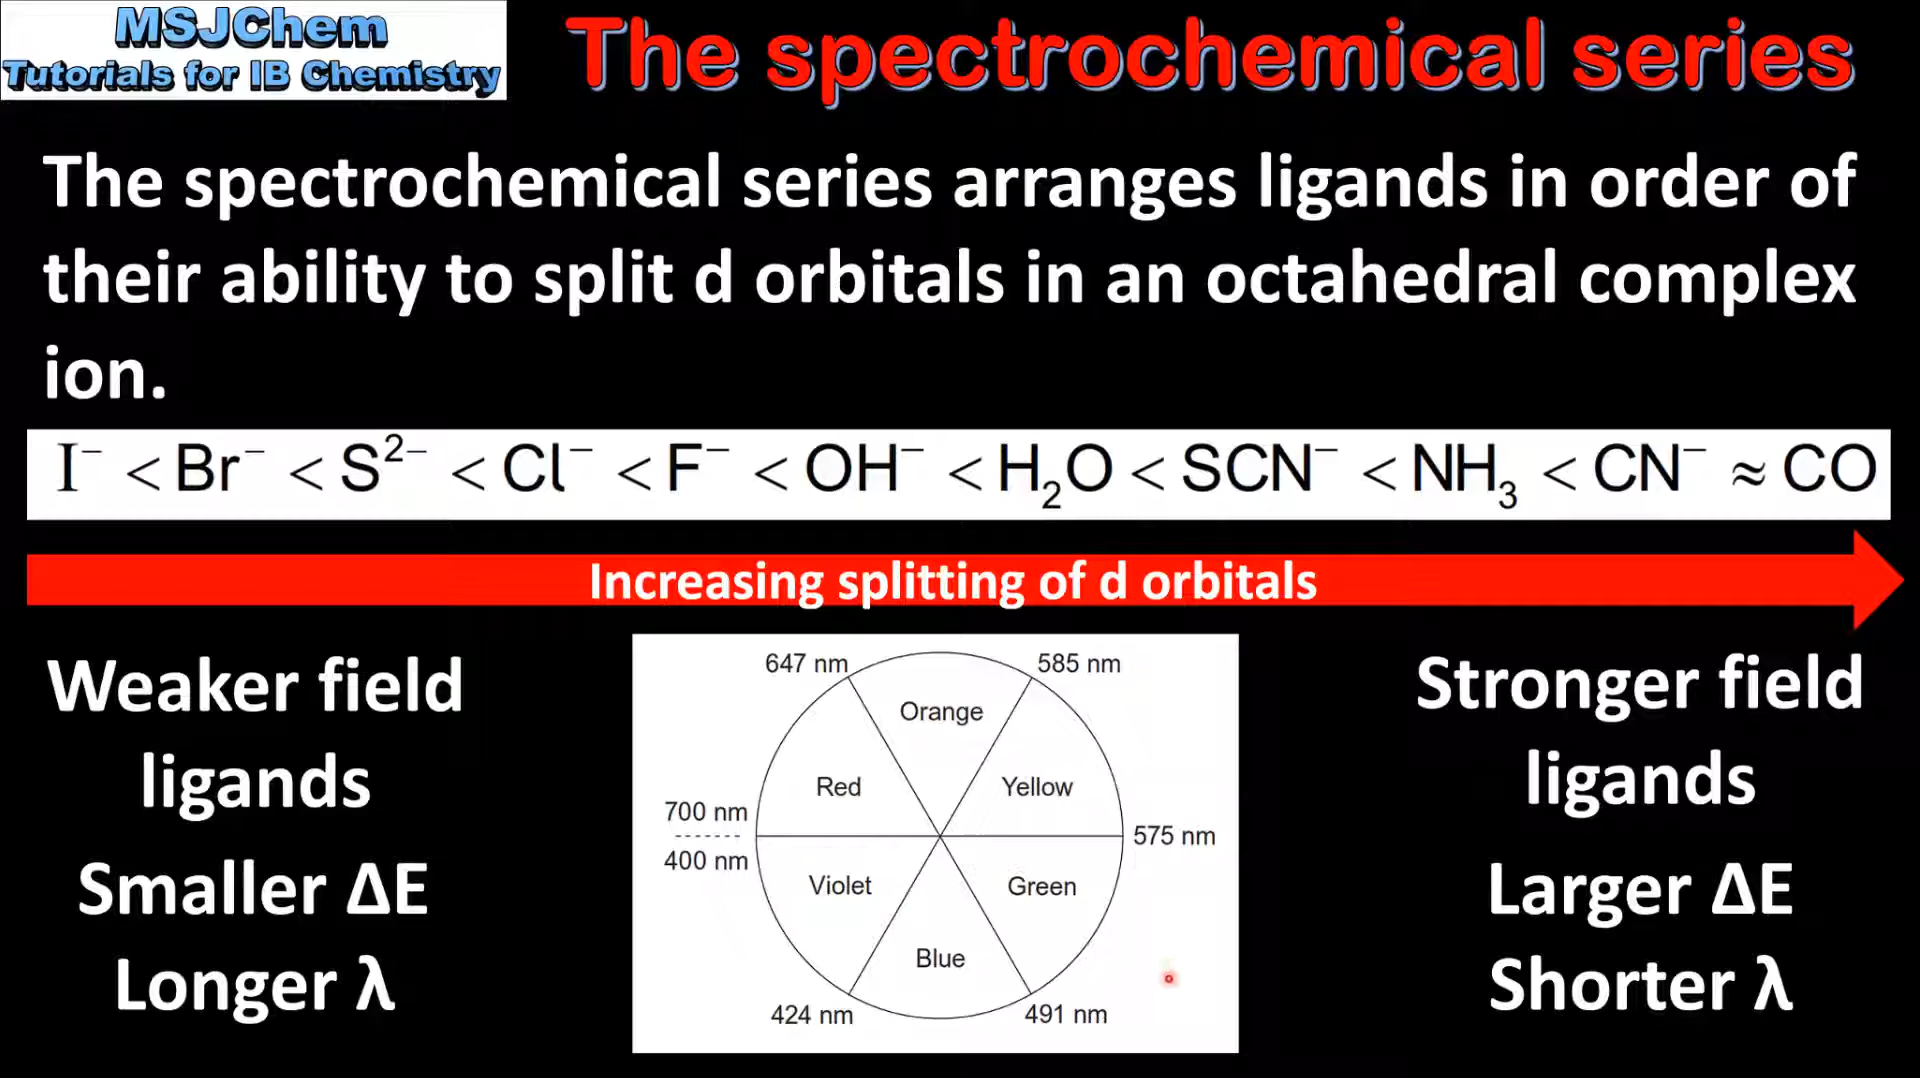 MSJChem
Tutorials for IB Chemistry
The spectrochemical series
The spectrochemical series arranges ligands in order of
their ability to split d orbitals in an octahedral complex
ion.
I⁻ < Br⁻ < S²⁻ < Cl⁻ < F⁻ < OH⁻ < H₂O < SCN⁻ < NH₃ < CN⁻ ≈ CO
Increasing splitting of d orbitals
Weaker field
ligands
Smaller ΔE
Longer λ
647 nm
585 nm
Orange
Red
Yellow
700 nm
575 nm
400 nm
Violet
Green
Blue
424 nm
491 nm
Stronger field
ligands
Larger ΔE
Shorter λ